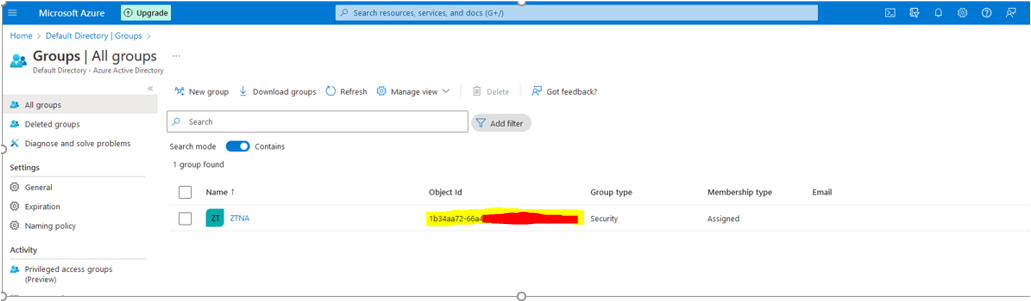 Microsoft Azure
Upgrade
Search resources, services, and docs (G+/)
Home > Default Directory | Groups >
Groups | All groups ...
Default Directory - Azure Active Directory
All groups
Deleted groups
Diagnose and solve problems
Settings
General
Expiration
Naming policy
Activity
Privileged access groups
(Preview)
New group
Download groups
Refresh
Manage view
Delete
Got feedback?
Search
Add filter
Search mode
Contains
1 group found
Name ↑
Object Id
Group type
Membership type
Email
ZT
ZTNA
1b34aa72-66a
Security
Assigned